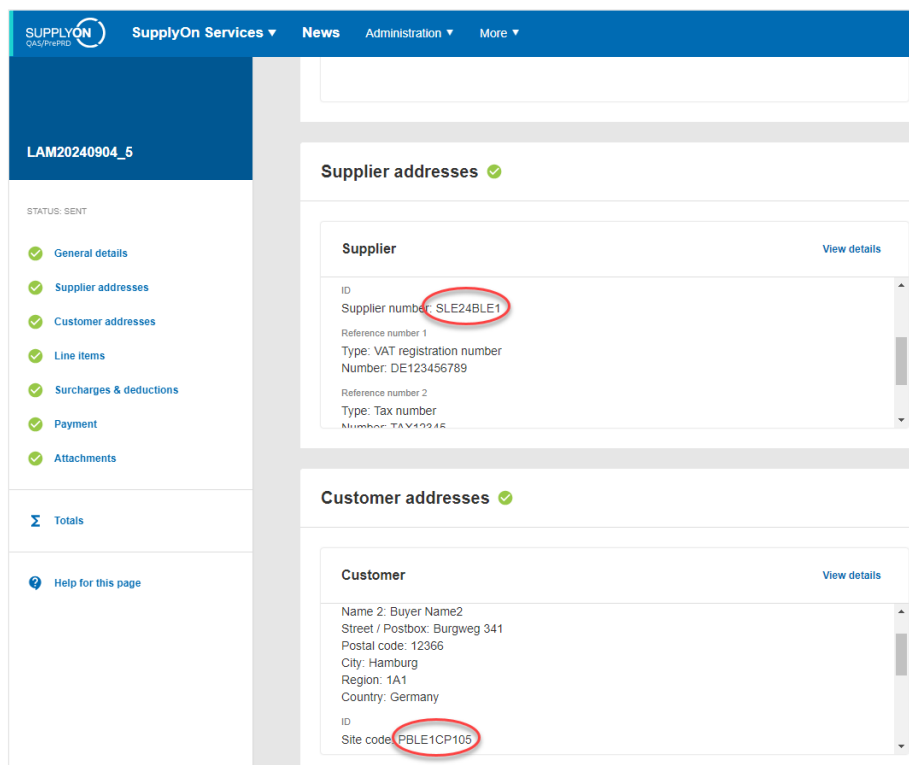 SUPPLYON
QAS/PrePRD
SupplyOn Services ▾ News Administration ▾ More ▾
LAM20240904_5
STATUS: SENT
General details
Supplier addresses
Customer addresses
Line items
Surcharges & deductions
Payment
Attachments
Σ Totals
? Help for this page
Supplier addresses
Supplier View details
ID
Supplier number: SLE24BLE1
Reference number 1
Type: VAT registration number
Number: DE123456789
Reference number 2
Type: Tax number
Number: TAX12345
Customer addresses
Customer View details
Name 2: Buyer Name2
Street / Postbox: Burgweg 341
Postal code: 12366
City: Hamburg
Region: 1A1
Country: Germany
ID
Site code: PBLE1CP105